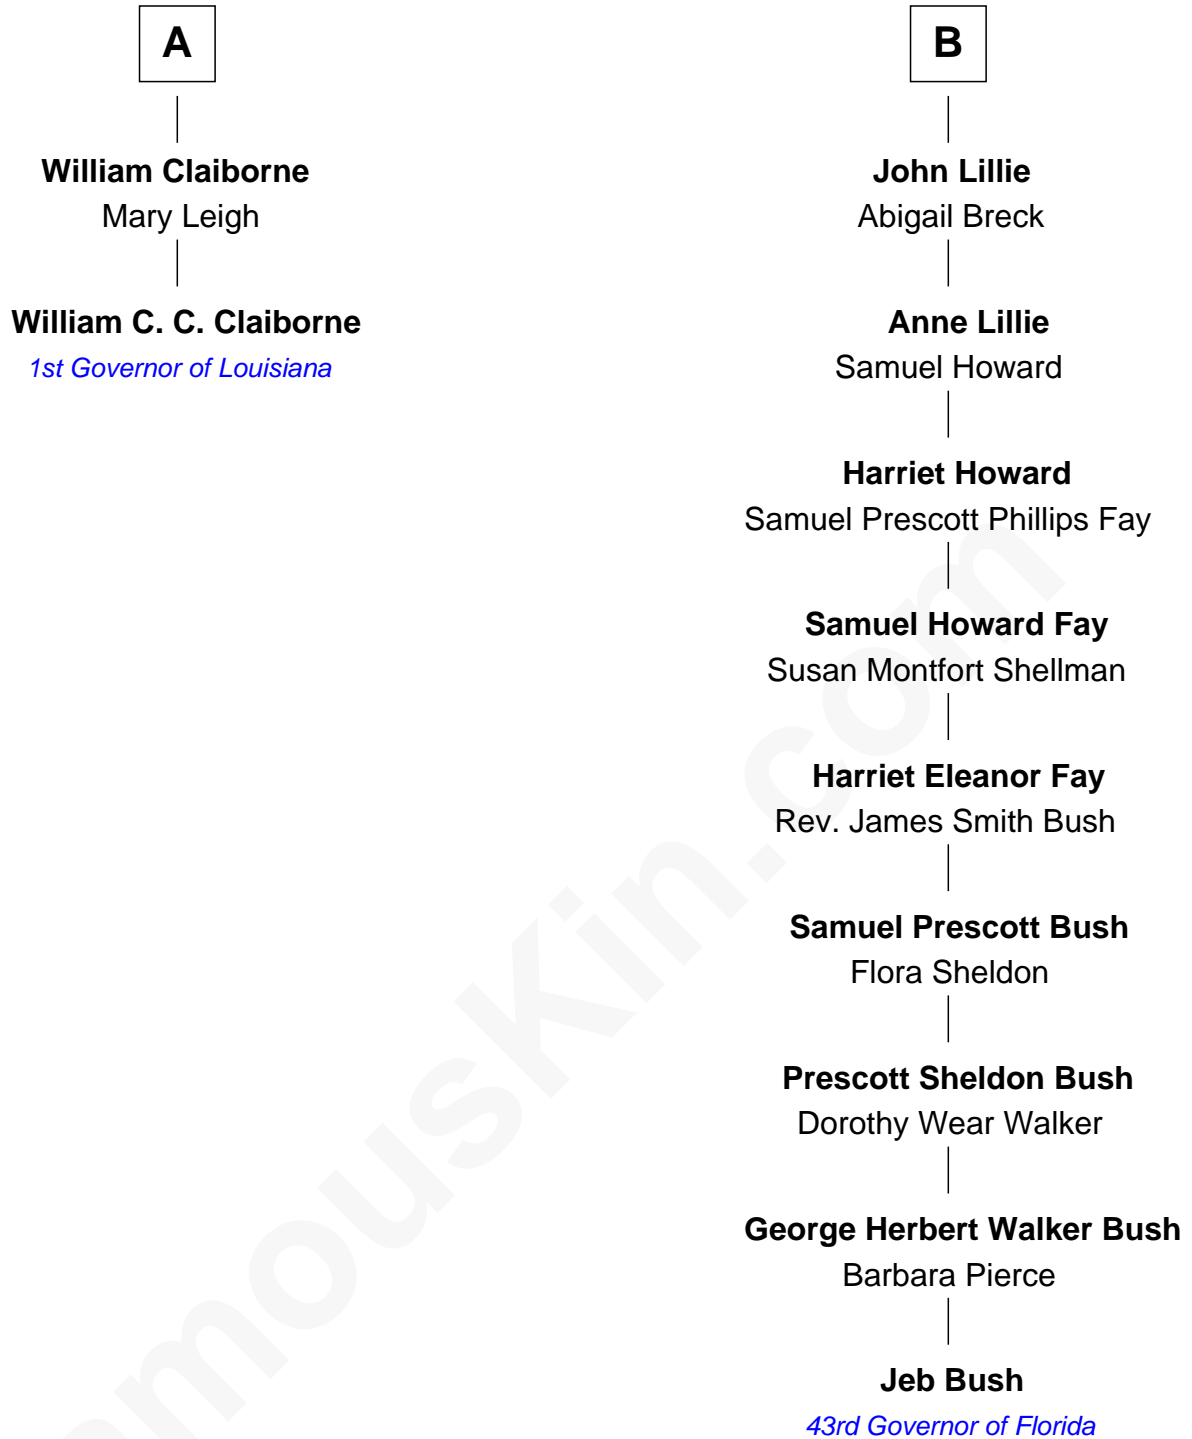 A
William Claiborne
Mary Leigh
William C. C. Claiborne
1st Governor of Louisiana
B
John Lillie
Abigail Breck
Anne Lillie
Samuel Howard
Harriet Howard
Samuel Prescott Phillips Fay
Samuel Howard Fay
Susan Montfort Shellman
Harriet Eleanor Fay
Rev. James Smith Bush
Samuel Prescott Bush
Flora Sheldon
Prescott Sheldon Bush
Dorothy Wear Walker
George Herbert Walker Bush
Barbara Pierce
Jeb Bush
43rd Governor of Florida
amouskin.com